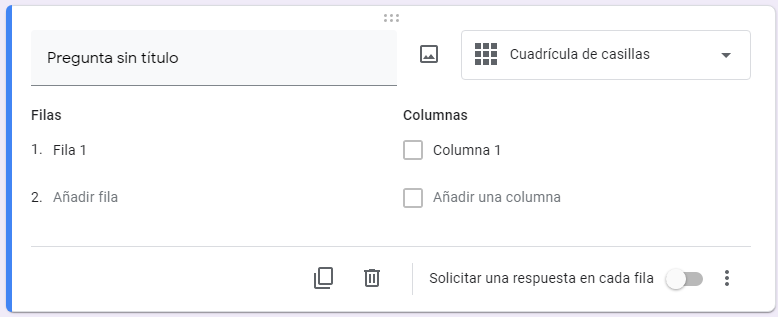 Pregunta sin título
Cuadrícula de casillas
Filas
Columnas
1. Fila 1
Columna 1
2. Añadir fila
Añadir una columna
Solicitar una respuesta en cada fila